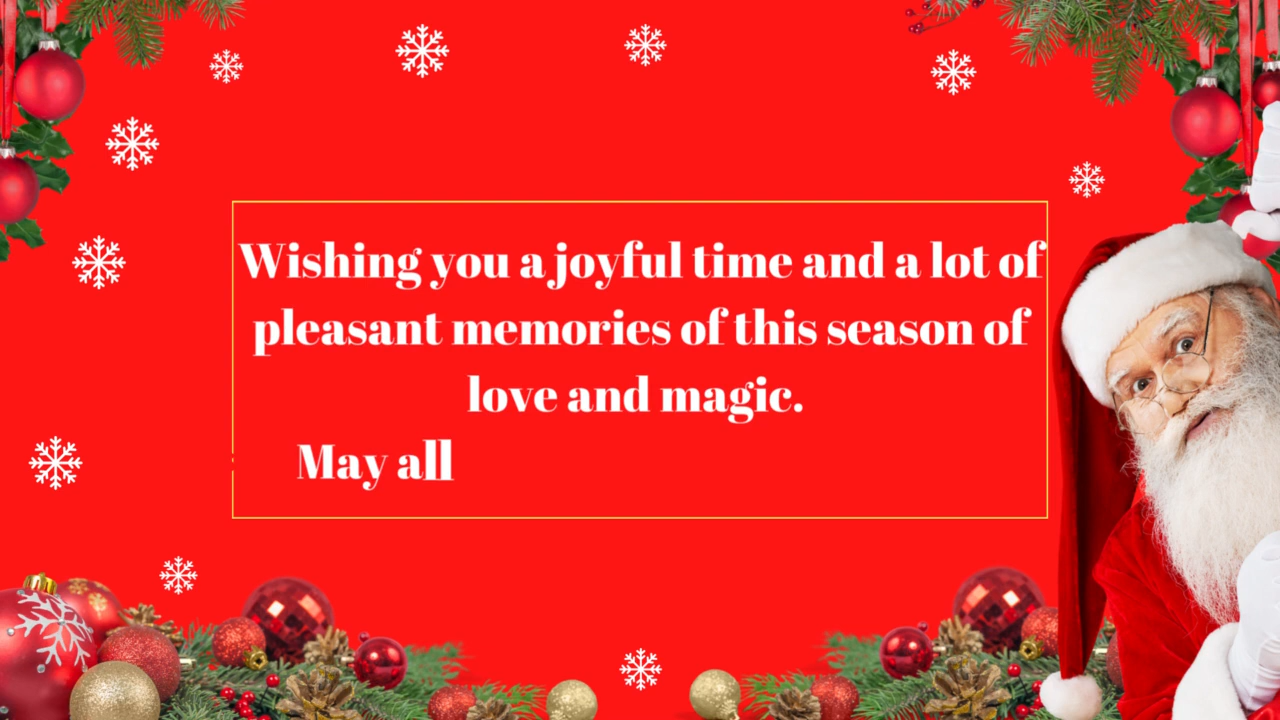 Wishing you a joyful time and a lot of
pleasant memories of this season of
love and magic.
May all